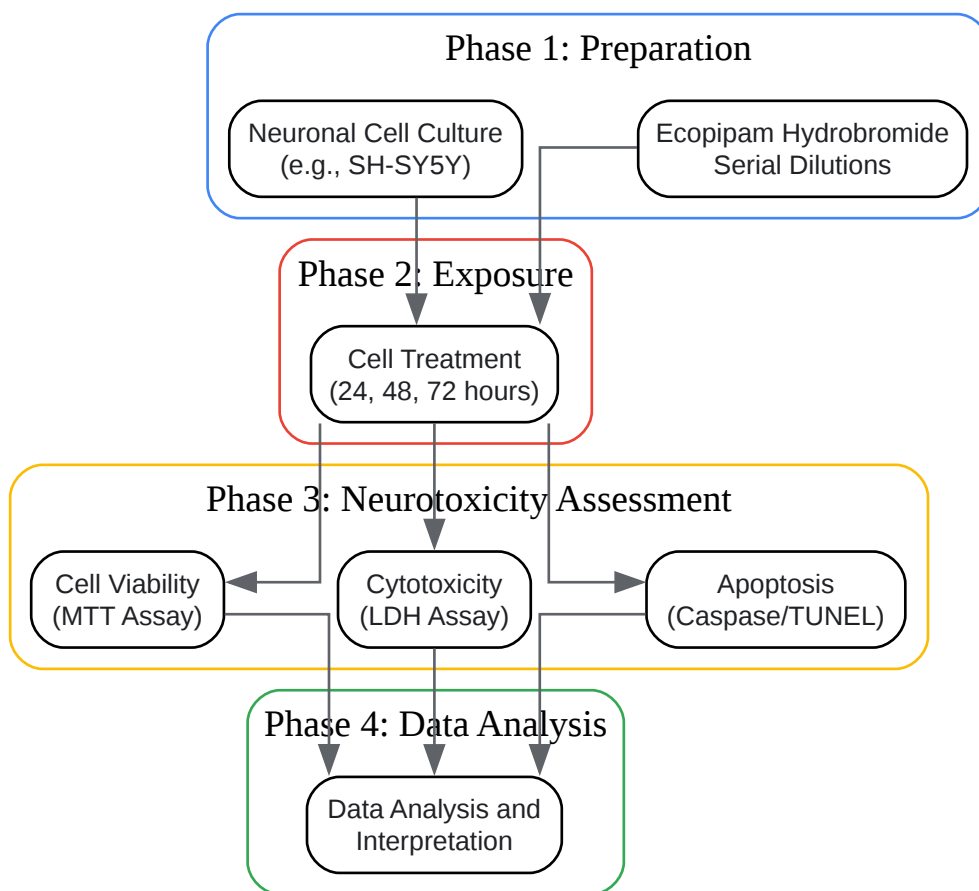 Phase 1: Preparation
Neuronal Cell Culture
(e.g., SH-SY5Y)
Ecopipam Hydrobromide
Serial Dilutions
Phase 2: Exposure
Cell Treatment
(24, 48, 72 hours)
Phase 3: Neurotoxicity Assessment
Cell Viability
(MTT Assay)
Cytotoxicity
(LDH Assay)
Apoptosis
(Caspase/TUNEL)
Phase 4: Data Analysis
Data Analysis and
Interpretation